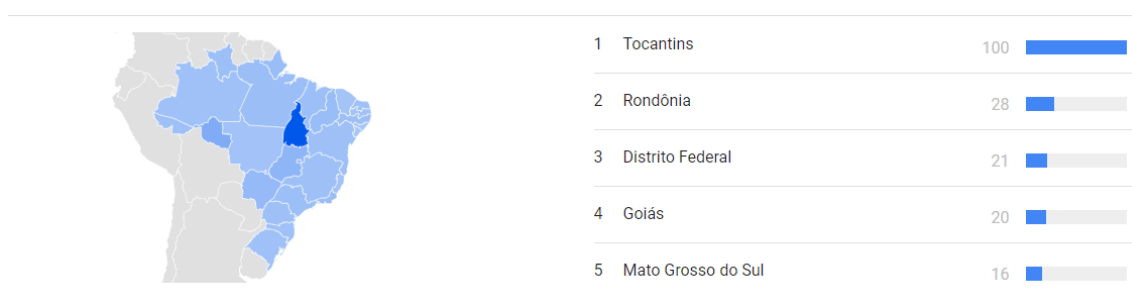 1 Tocantins 100
2 Rondônia 28
3 Distrito Federal 21
4 Goiás 20
5 Mato Grosso do Sul 16